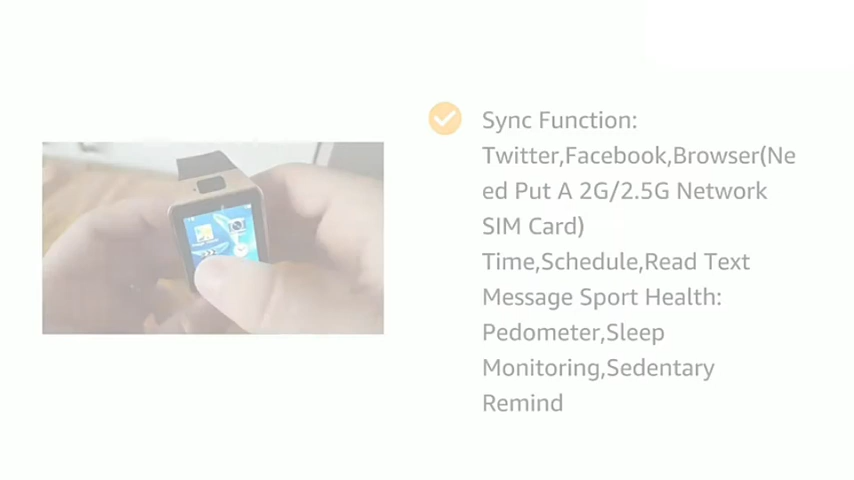 Sync Function:
Twitter,Facebook,Browser(Ne
ed Put A 2G/2.5G Network
SIM Card)
Time,Schedule,Read Text
Message Sport Health:
Pedometer,Sleep
Monitoring,Sedentary
Remind